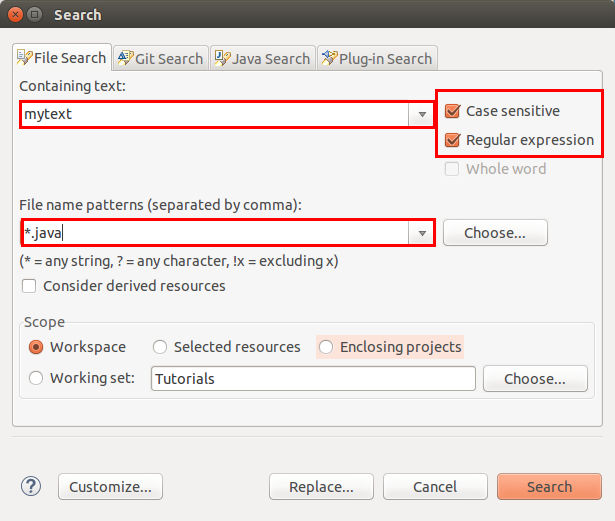 Search
File Search Git Search Java Search Plug-in Search
Containing text:
mytext
Case sensitive
Regular expression
Whole word
File name patterns (separated by comma):
*.java Choose...
(* = any string, ? = any character, !x = excluding x)
Consider derived resources
Scope
Workspace Selected resources Enclosing projects
Working set: Tutorials Choose...
? Customize... Replace... Cancel Search